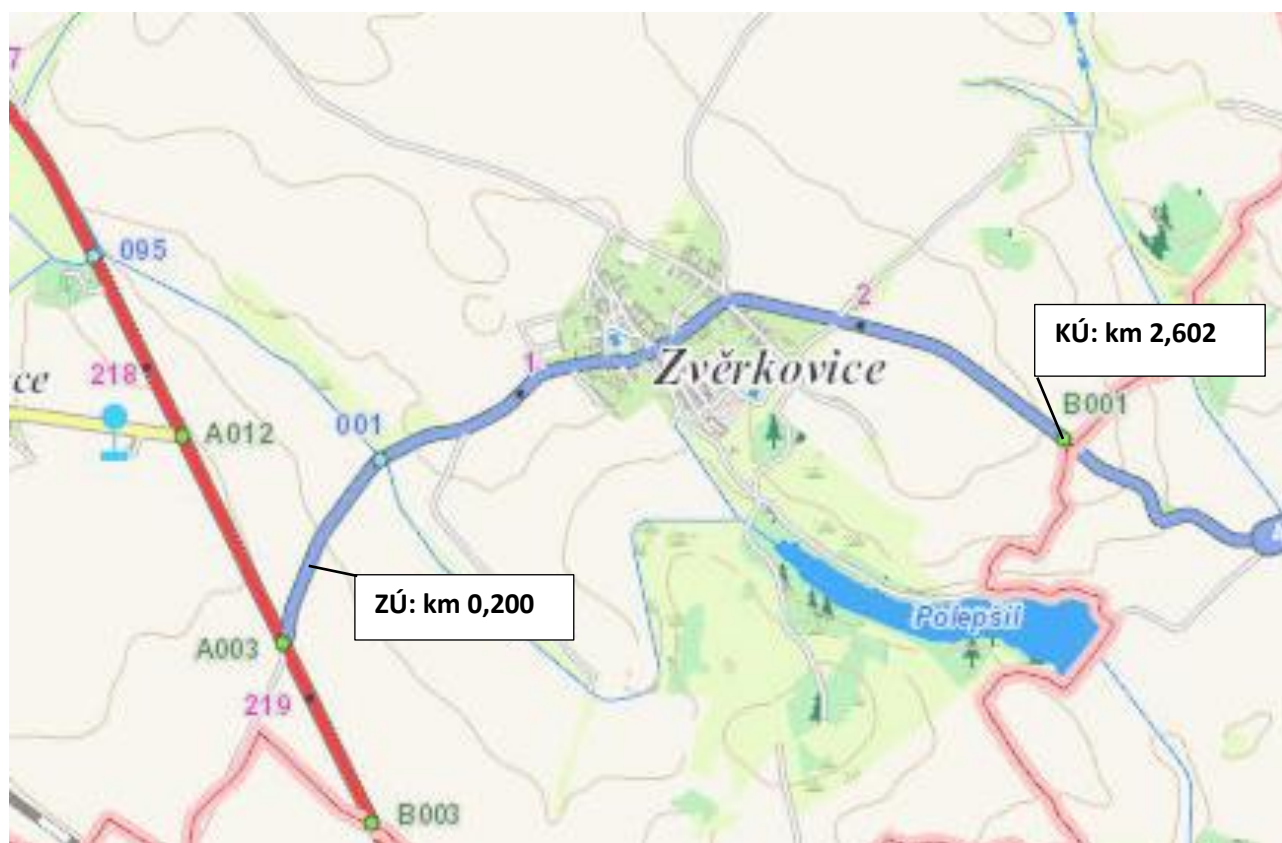 7
095
218
ce
A012
001
1
2
Zvěrkovice
KÚ: km 2,602
B001
ZÚ: km 0,200
A003
219
Polepšil
B003